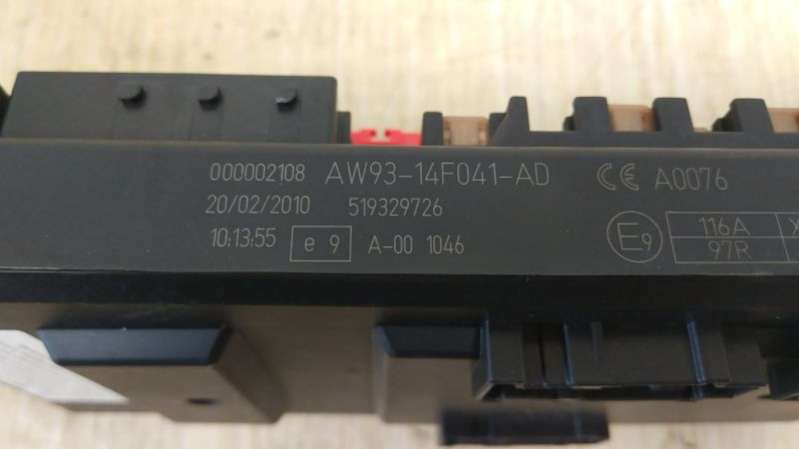 000002108 AW93-14F041-AD CE A0076
20/02/2010 519329726
10:13:55 e 9 A-00 1046
E9 116A X
97R